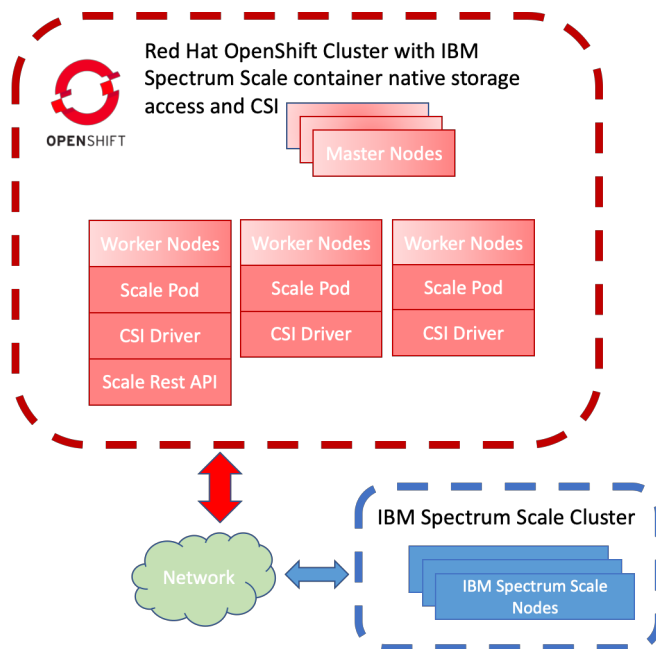 Red Hat OpenShift Cluster with IBM
Spectrum Scale container native storage
access and CSI
OPENSHIFT
Master Nodes
Worker Nodes
Scale Pod
CSI Driver
Scale Rest API
Worker Nodes
Scale Pod
CSI Driver
Worker Nodes
Scale Pod
CSI Driver
Network
IBM Spectrum Scale Cluster
IBM Spectrum Scale
Nodes